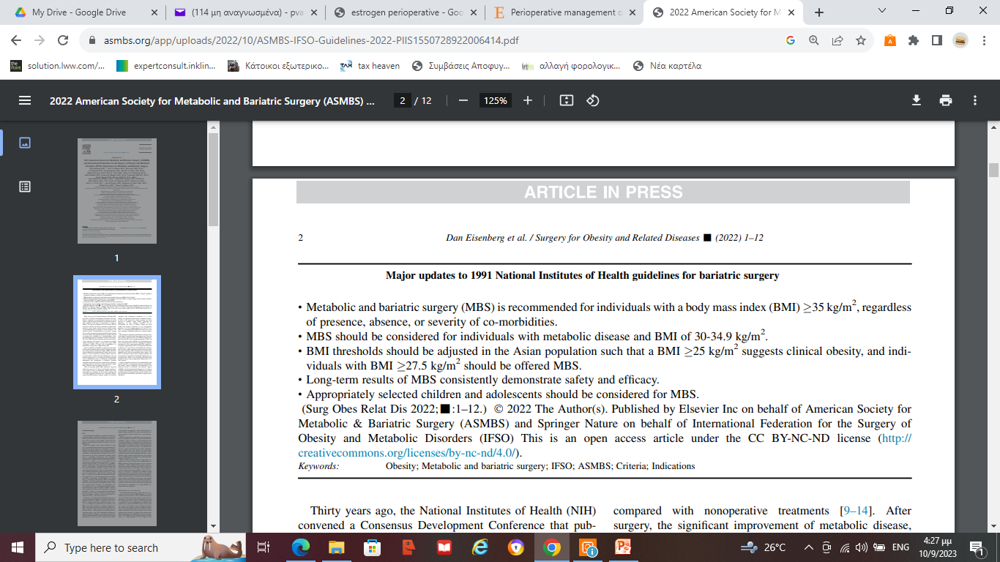 My Drive - Google Drive
(114 μη αναγνωσμένα) - pva
estrogen perioperative - Goo
Perioperative management o
2022 American Society for M
asmbs.org/app/uploads/2022/10/ASMBS-IFSO-Guidelines-2022-PIIS1550728922006414.pdf
solution.lww.com/...
expertconsult.inklin...
Κάτοικοι εξωτερικο...
tax heaven
Συμβάσεις Αποφυγ...
αλλαγή φορολογικ...
Νέα καρτέλα
2022 American Society for Metabolic and Bariatric Surgery (ASMBS) ...
2 / 12
125%
1
2
ARTICLE IN PRESS
2 Dan Eisenberg et al. / Surgery for Obesity and Related Diseases ■ (2022) 1–12
Major updates to 1991 National Institutes of Health guidelines for bariatric surgery
• Metabolic and bariatric surgery (MBS) is recommended for individuals with a body mass index (BMI) ≥35 kg/m², regardless
of presence, absence, or severity of co-morbidities.
• MBS should be considered for individuals with metabolic disease and BMI of 30-34.9 kg/m².
• BMI thresholds should be adjusted in the Asian population such that a BMI ≥25 kg/m² suggests clinical obesity, and indi-
viduals with BMI ≥27.5 kg/m² should be offered MBS.
• Long-term results of MBS consistently demonstrate safety and efficacy.
• Appropriately selected children and adolescents should be considered for MBS.
(Surg Obes Relat Dis 2022;■:1–12.) © 2022 The Author(s). Published by Elsevier Inc on behalf of American Society for
Metabolic & Bariatric Surgery (ASMBS) and Springer Nature on behalf of International Federation for the Surgery of
Obesity and Metabolic Disorders (IFSO) This is an open access article under the CC BY-NC-ND license (http://
creativecommons.org/licenses/by-nc-nd/4.0/).
Keywords: Obesity; Metabolic and bariatric surgery; IFSO; ASMBS; Criteria; Indications
Thirty years ago, the National Institutes of Health (NIH)
convened a Consensus Development Conference that pub-
compared with nonoperative treatments [9–14]. After
surgery, the significant improvement of metabolic disease,
Type here to search
26°C
ENG
4:27 μμ
10/9/2023
1